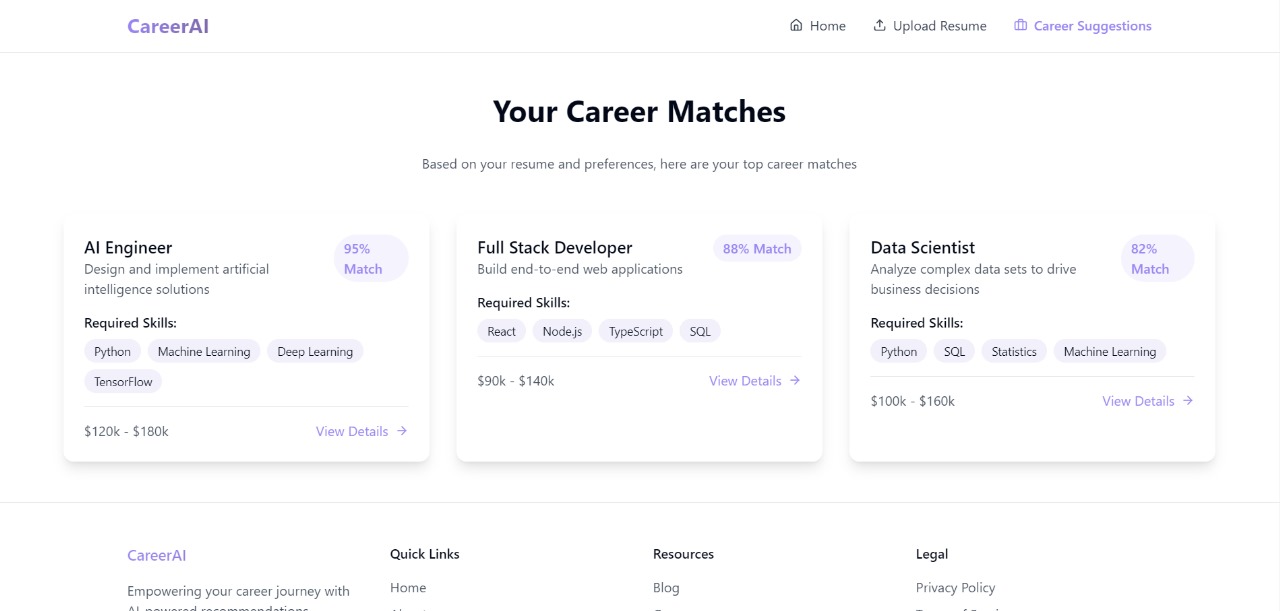 CareerAI
Home
Upload Resume
Career Suggestions
Your Career Matches
Based on your resume and preferences, here are your top career matches
AI Engineer
95%
Match
Design and implement artificial
intelligence solutions
Required Skills:
Python
Machine Learning
Deep Learning
TensorFlow
$120k - $180k
View Details
Full Stack Developer
88% Match
Build end-to-end web applications
Required Skills:
React
Node.js
TypeScript
SQL
$90k - $140k
View Details
Data Scientist
82%
Match
Analyze complex data sets to drive
business decisions
Required Skills:
Python
SQL
Statistics
Machine Learning
$100k - $160k
View Details
CareerAI
Empowering your career journey with
AI-powered recommendations
Quick Links
Home
Resources
Blog
Legal
Privacy Policy